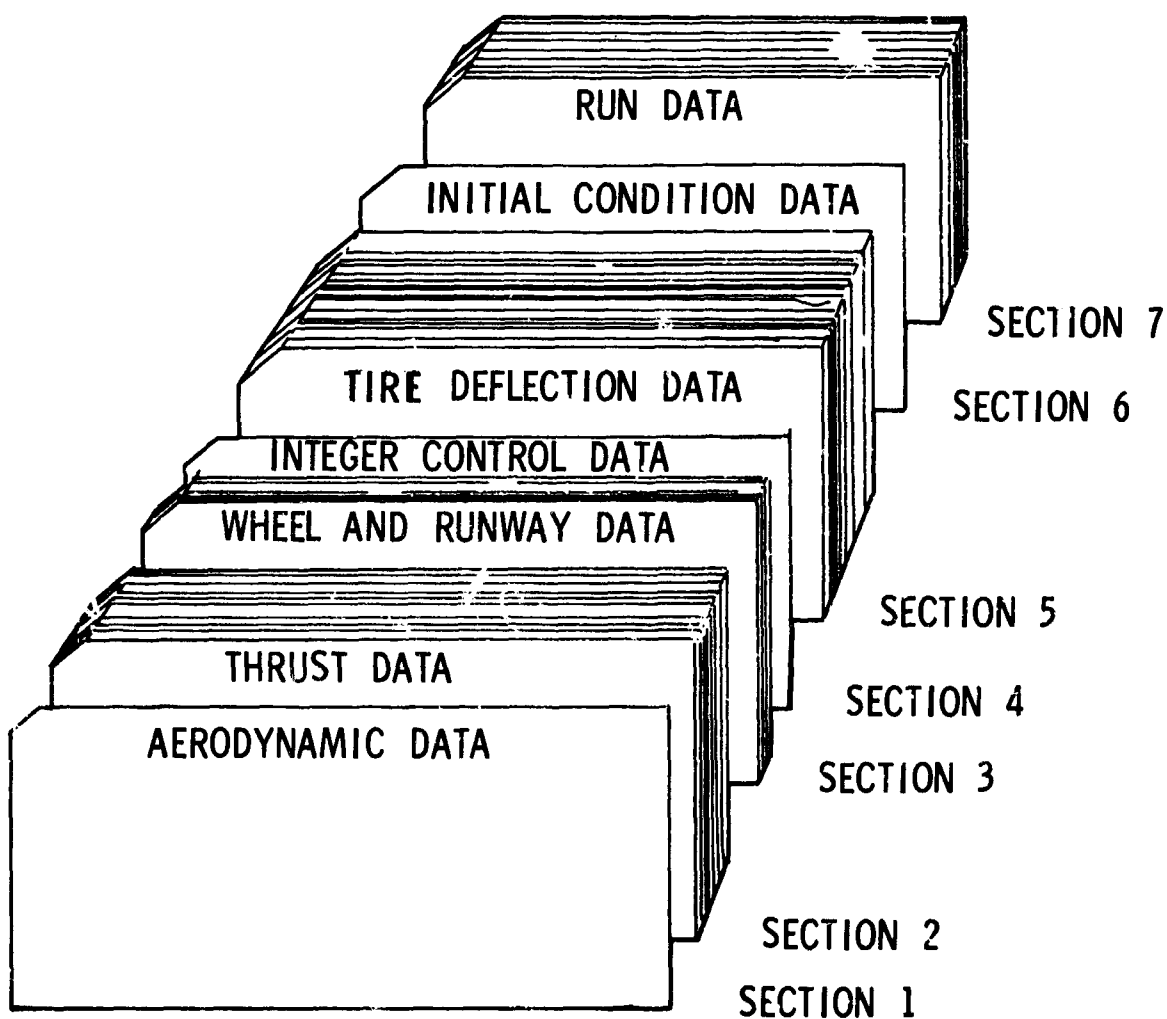 RUN DATA
INITIAL CONDITION DATA
SECTION 7
TIRE DEFLECTION DATA
SECTION 6
INTEGER CONTROL DATA
WHEEL AND RUNWAY DATA
SECTION 5
THRUST DATA
SECTION 4
AERODYNAMIC DATA
SECTION 3
SECTION 2
SECTION 1